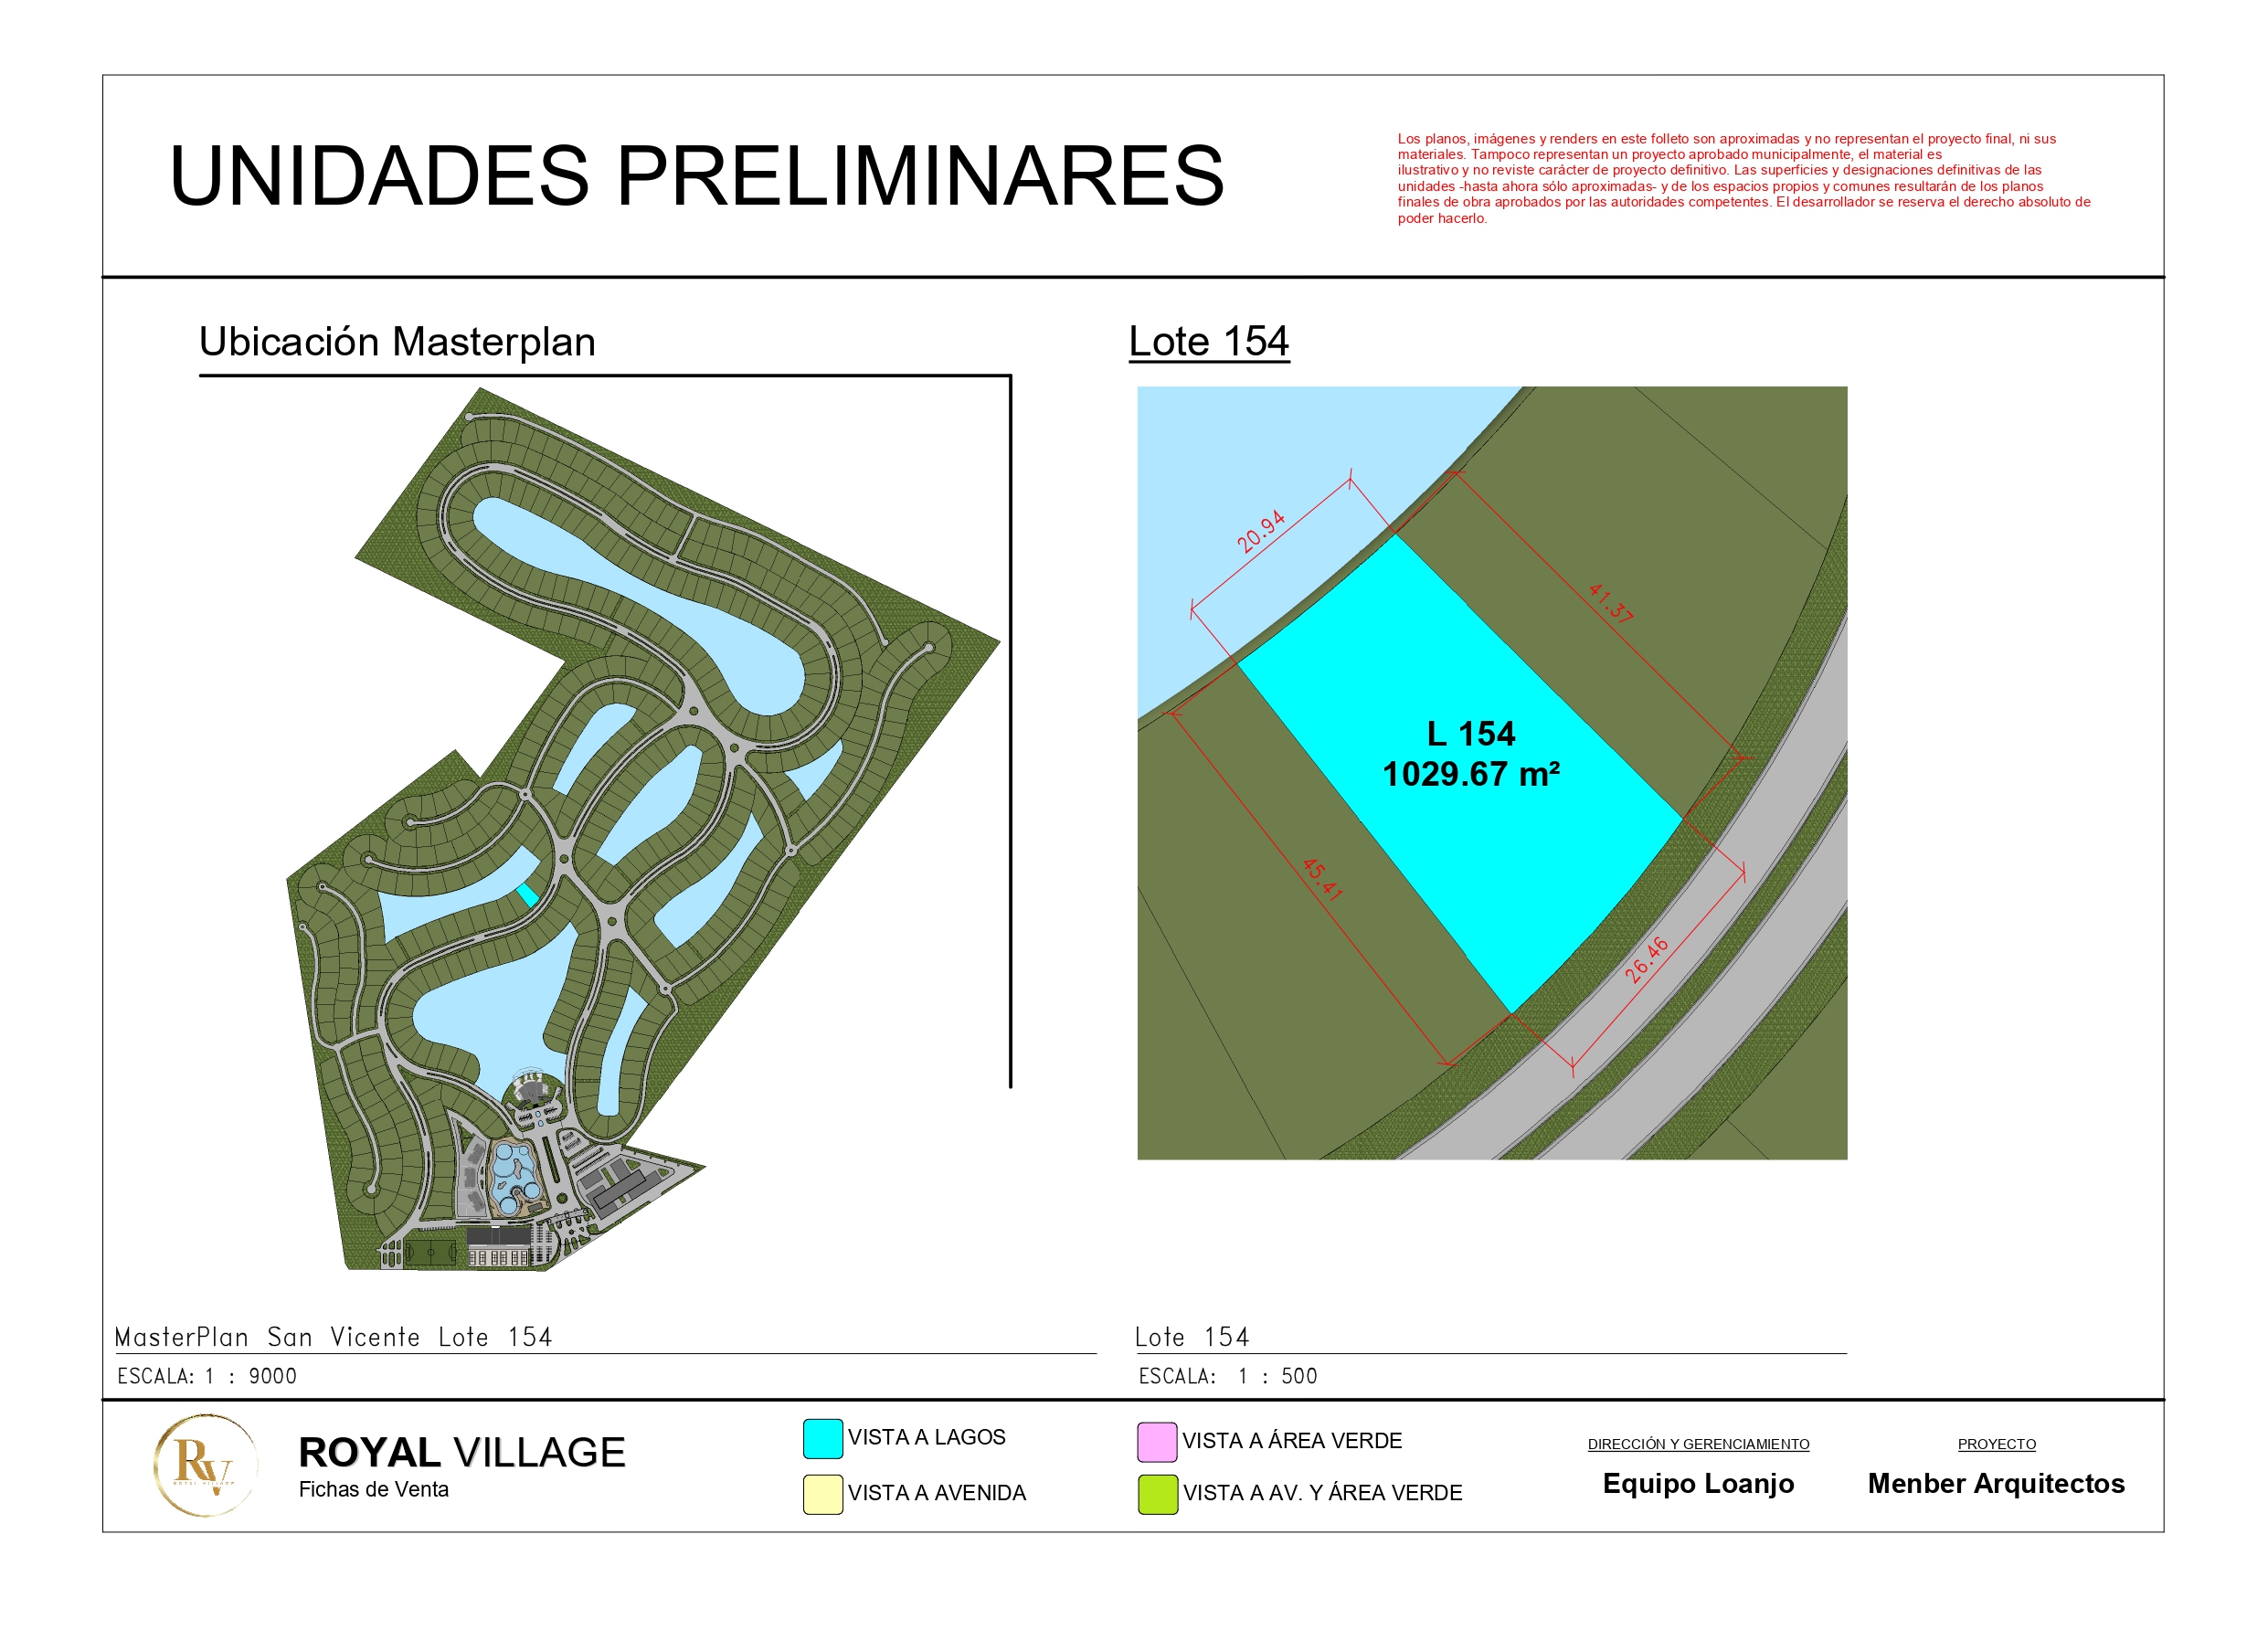 UNIDADES PRELIMINARES
Los planos, imágenes y renders en este folleto son aproximadas y no representan el proyecto final, ni sus
materiales. Tampoco representan un proyecto aprobado municipalmente, el material es
ilustrativo y no reviste carácter de proyecto definitivo. Las superficies y designaciones definitivas de las
unidades -hasta ahora sólo aproximadas- y de los espacios propios y comunes resultarán de los planos
finales de obra aprobados por las autoridades competentes. El desarrollador se reserva el derecho absoluto de
poder hacerlo.
Ubicación Masterplan
Lote 154
20.94
41.37
L 154
1029.67 m²
45.41
26.46
MasterPlan San Vicente Lote 154
ESCALA: 1 : 9000
Lote 154
ESCALA: 1 : 500
RV
ROYAL VILLAGE
ROYAL VILLAGE
Fichas de Venta
VISTA A LAGOS
VISTA A AVENIDA
VISTA A ÁREA VERDE
VISTA A AV. Y ÁREA VERDE
DIRECCIÓN Y GERENCIAMIENTO
Equipo Loanjo
PROYECTO
Menber Arquitectos